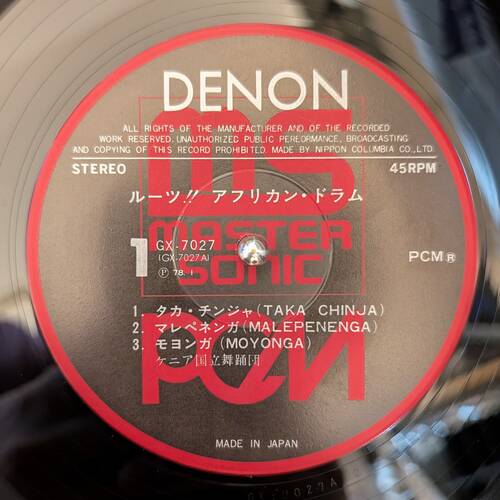 DENON
ALL RIGHTS OF THE MANUFACTURER AND OF THE RECORDED
WORK RESERVED. UNAUTHORIZED PUBLIC PERFORMANCE, BROADCASTING
AND COPYING OF THIS RECORD PROHIBITED. MADE BY NIPPON COLUMBIA CO., LTD.
STEREO 45RPM
MS
ルーツ!! アフリカン・ドラム
MASTER
SONIC
1 GX-7027
(GX-7027A)
Ⓟ '78.1
PCM®
1. タカ・チンジャ(TAKA CHINJA)
2. マレペネンガ(MALEPENENGA)
3. モヨンガ(MOYONGA)
ケニア国立舞踊団
PCM
MADE IN JAPAN